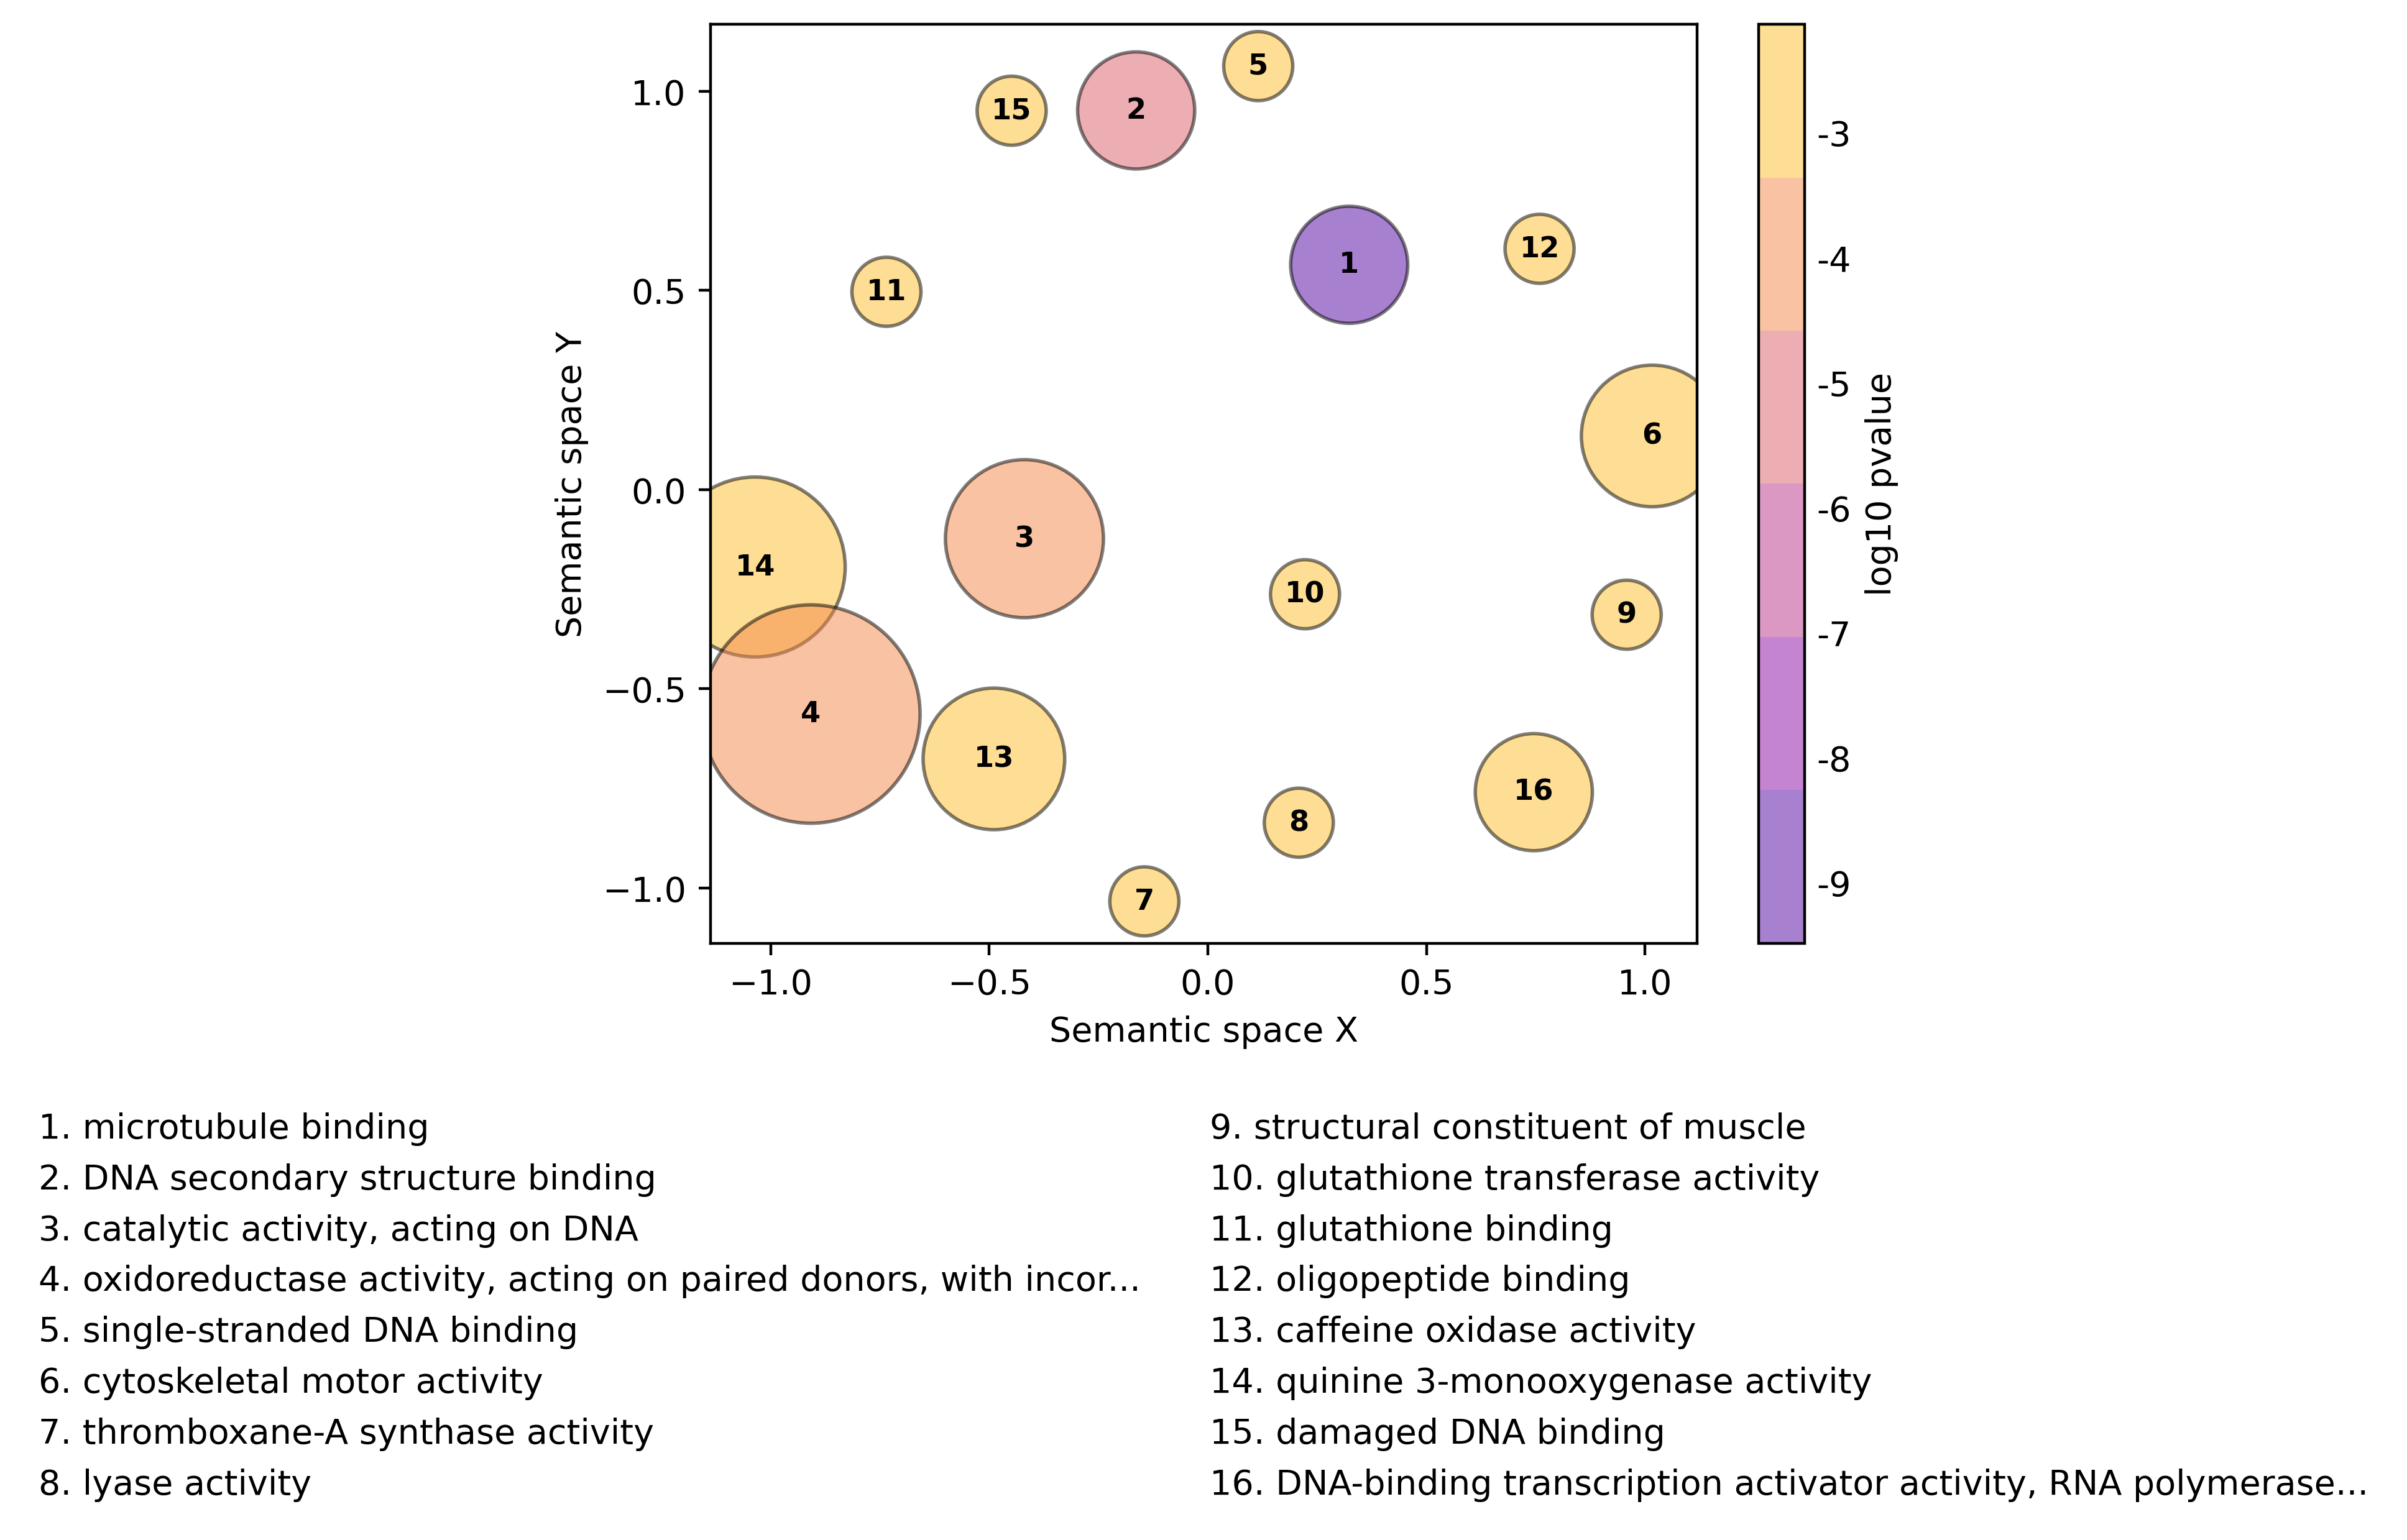 5
15
2
1
12
11
6
14
3
10
9
4
13
16
8
7
1.0
0.5
0.0
−0.5
−1.0
Semantic space Y
−1.0
−0.5
0.0
0.5
1.0
Semantic space X
-3
-4
-5
-6
-7
-8
-9
log10 pvalue
1. microtubule binding
2. DNA secondary structure binding
3. catalytic activity, acting on DNA
4. oxidoreductase activity, acting on paired donors, with incor...
5. single-stranded DNA binding
6. cytoskeletal motor activity
7. thromboxane-A synthase activity
8. lyase activity
9. structural constituent of muscle
10. glutathione transferase activity
11. glutathione binding
12. oligopeptide binding
13. caffeine oxidase activity
14. quinine 3-monooxygenase activity
15. damaged DNA binding
16. DNA-binding transcription activator activity, RNA polymerase...